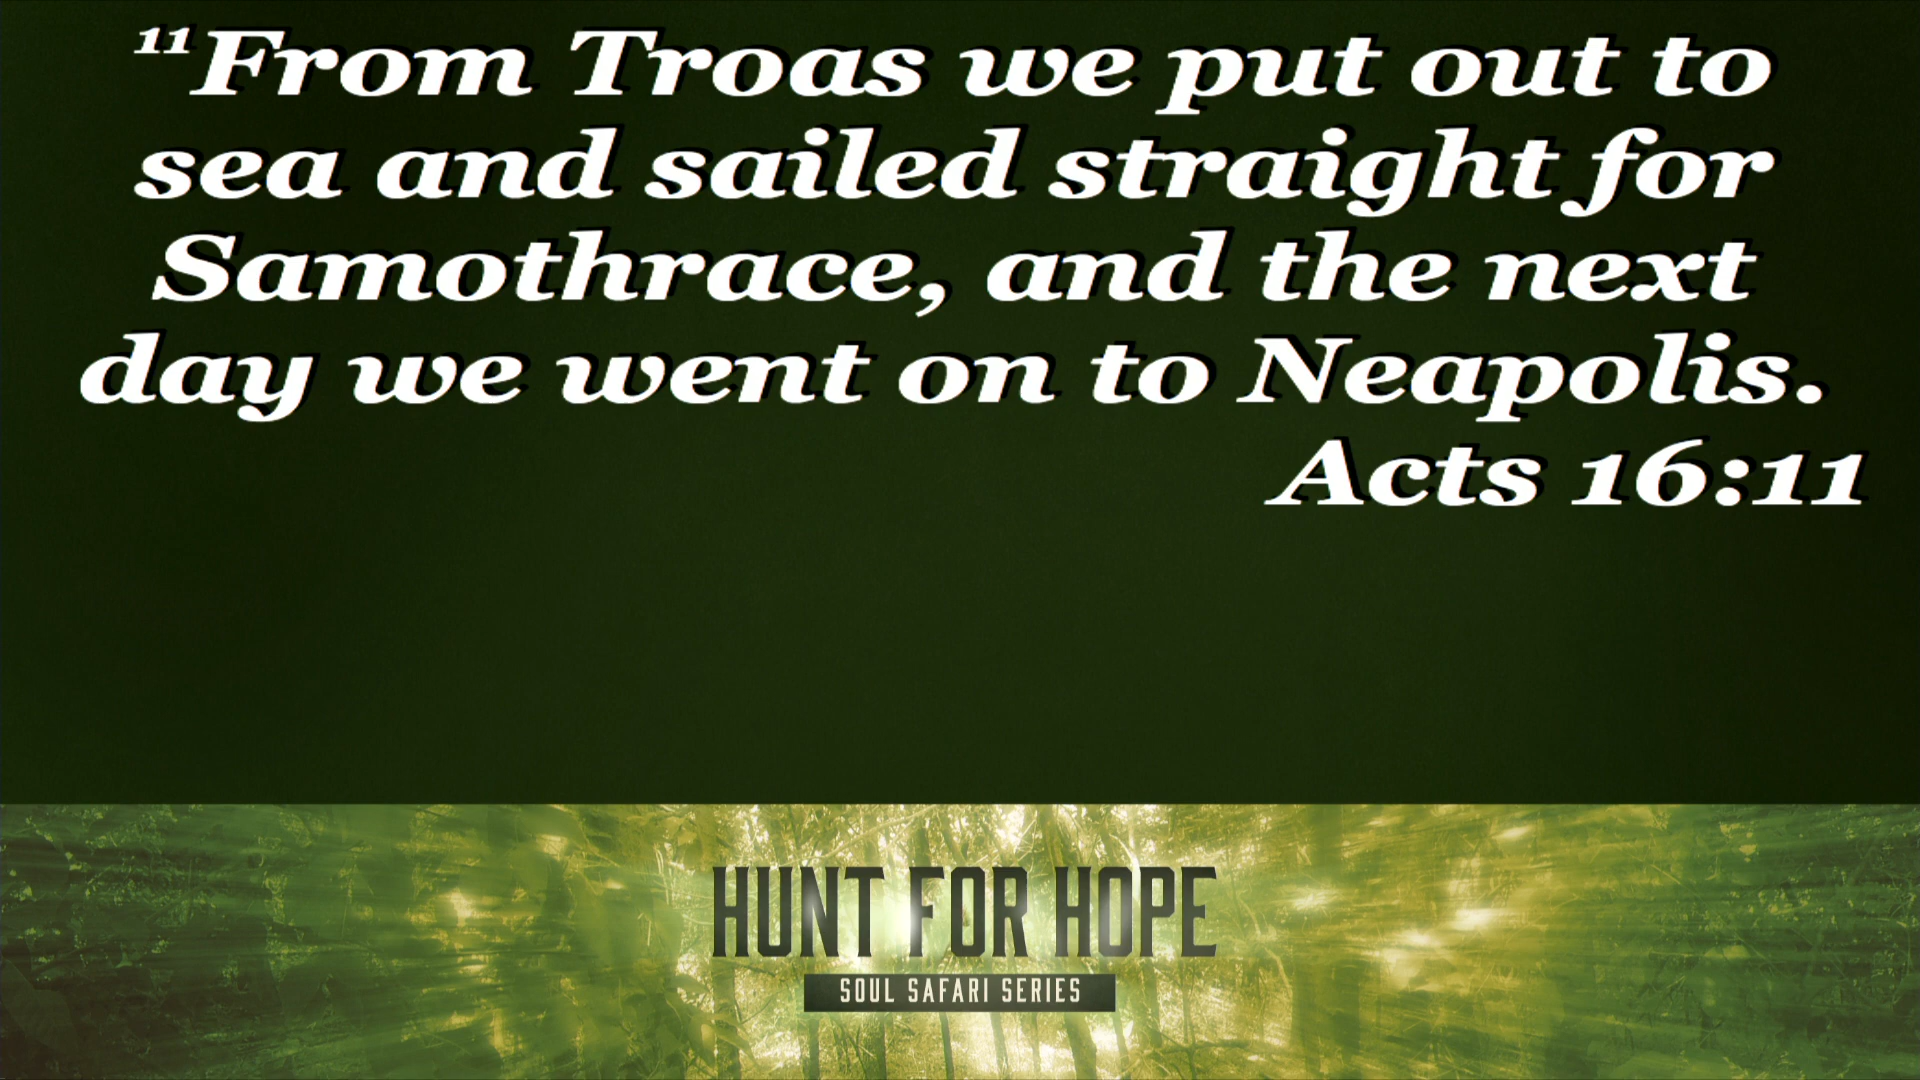 ¹¹From Troas we put out to
sea and sailed straight for
Samothrace, and the next
day we went on to Neapolis.
Acts 16:11
HUNT FOR HOPE
SOUL SAFARI SERIES